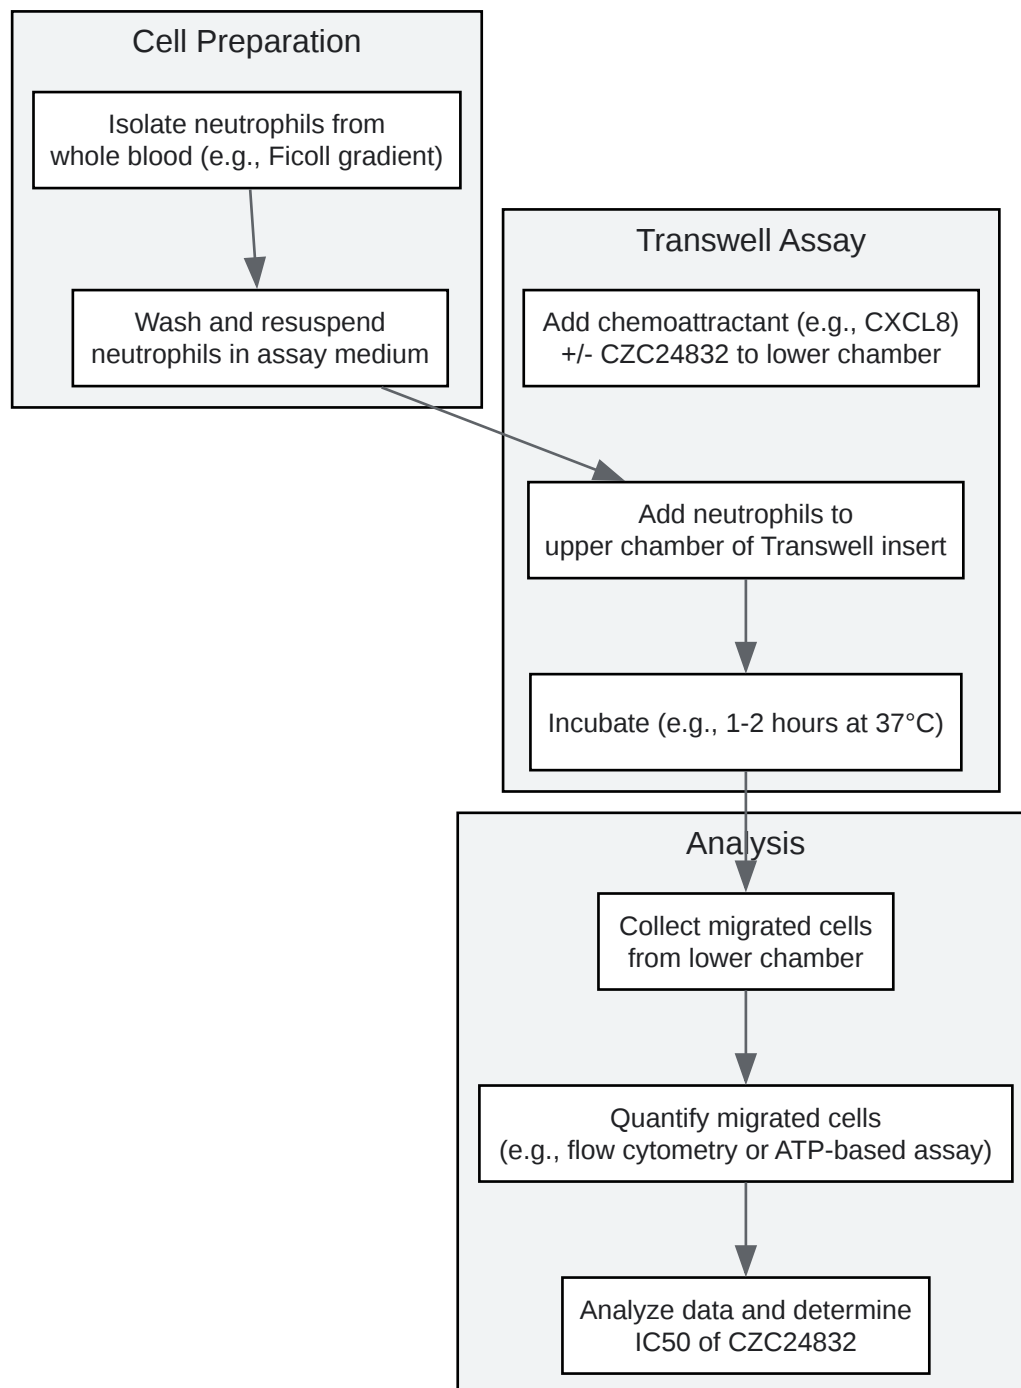 Cell Preparation
Isolate neutrophils from
whole blood (e.g., Ficoll gradient)
Wash and resuspend
neutrophils in assay medium
Transwell Assay
Add chemoattractant (e.g., CXCL8)
+/- CZC24832 to lower chamber
Add neutrophils to
upper chamber of Transwell insert
Incubate (e.g., 1-2 hours at 37°C)
Analysis
Collect migrated cells
from lower chamber
Quantify migrated cells
(e.g., flow cytometry or ATP-based assay)
Analyze data and determine
IC50 of CZC24832